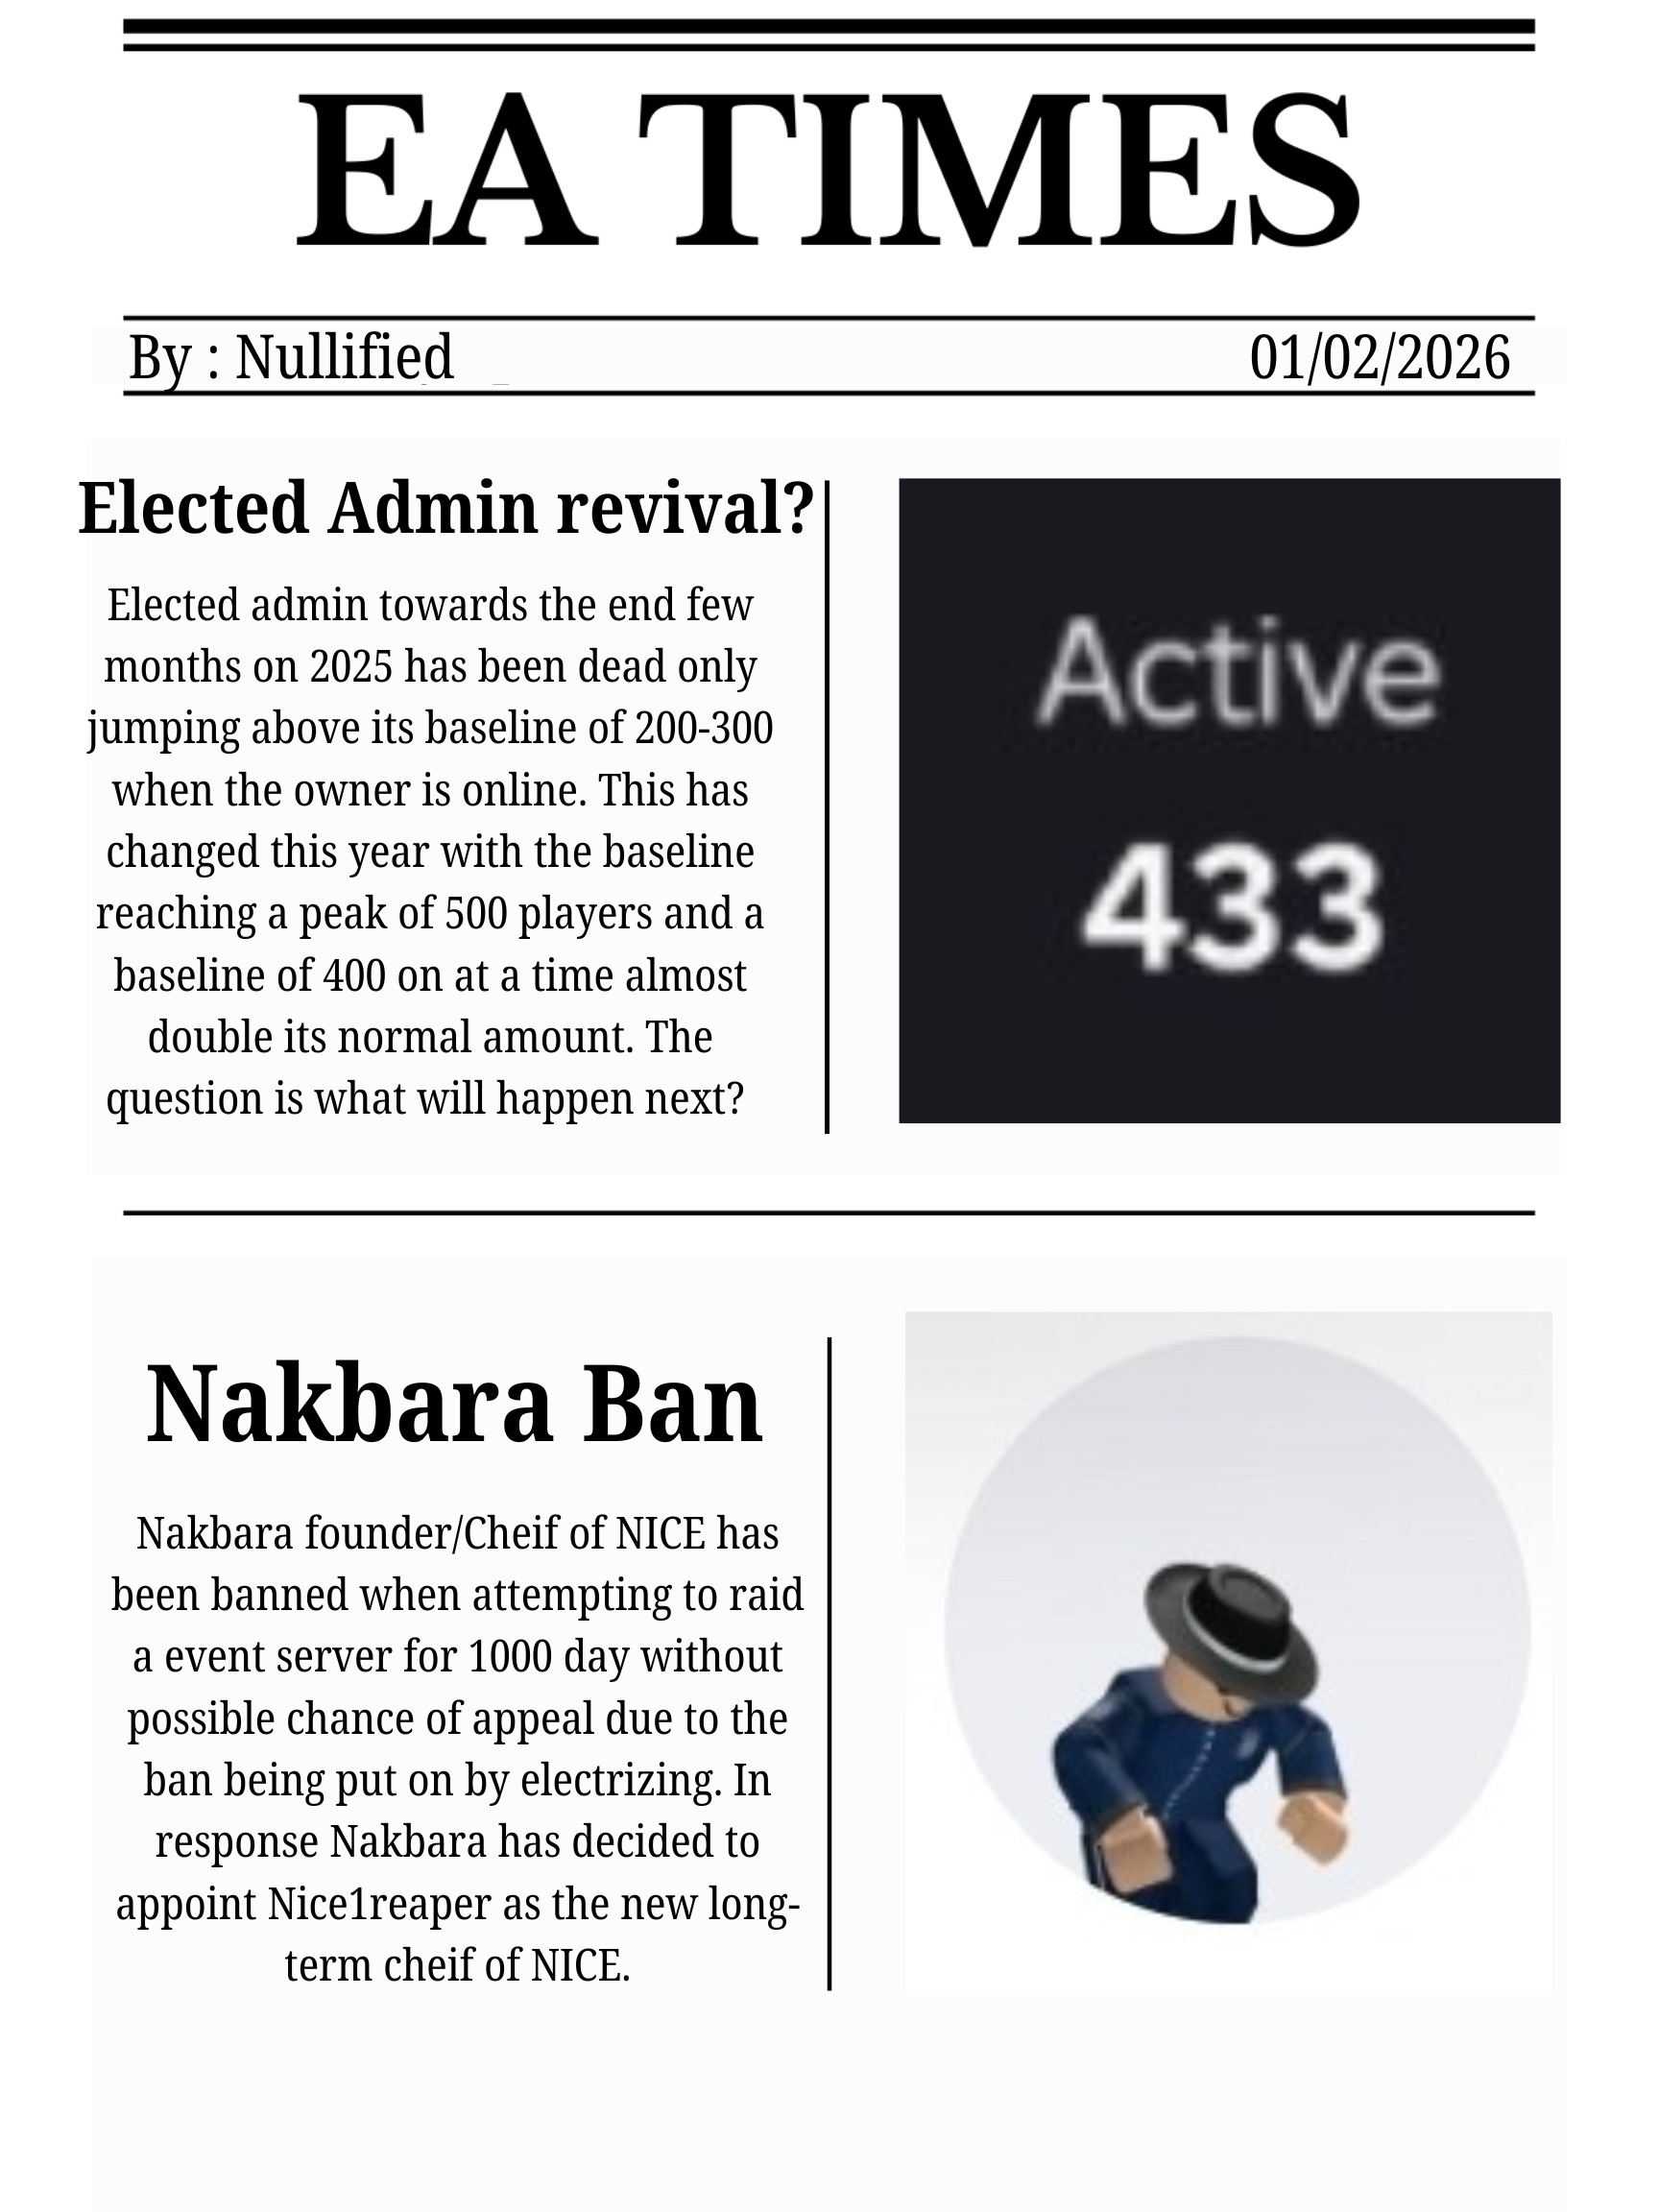 EA TIMES
By : Nullified
01/02/2026
Elected Admin revival?
Elected admin towards the end few
months on 2025 has been dead only
jumping above its baseline of 200-300
when the owner is online. This has
changed this year with the baseline
reaching a peak of 500 players and a
baseline of 400 on at a time almost
double its normal amount. The
question is what will happen next?
Active
433
Nakbara Ban
Nakbara founder/Cheif of NICE has
been banned when attempting to raid
a event server for 1000 day without
possible chance of appeal due to the
ban being put on by electrizing. In
response Nakbara has decided to
appoint Nice1reaper as the new long-
term cheif of NICE.